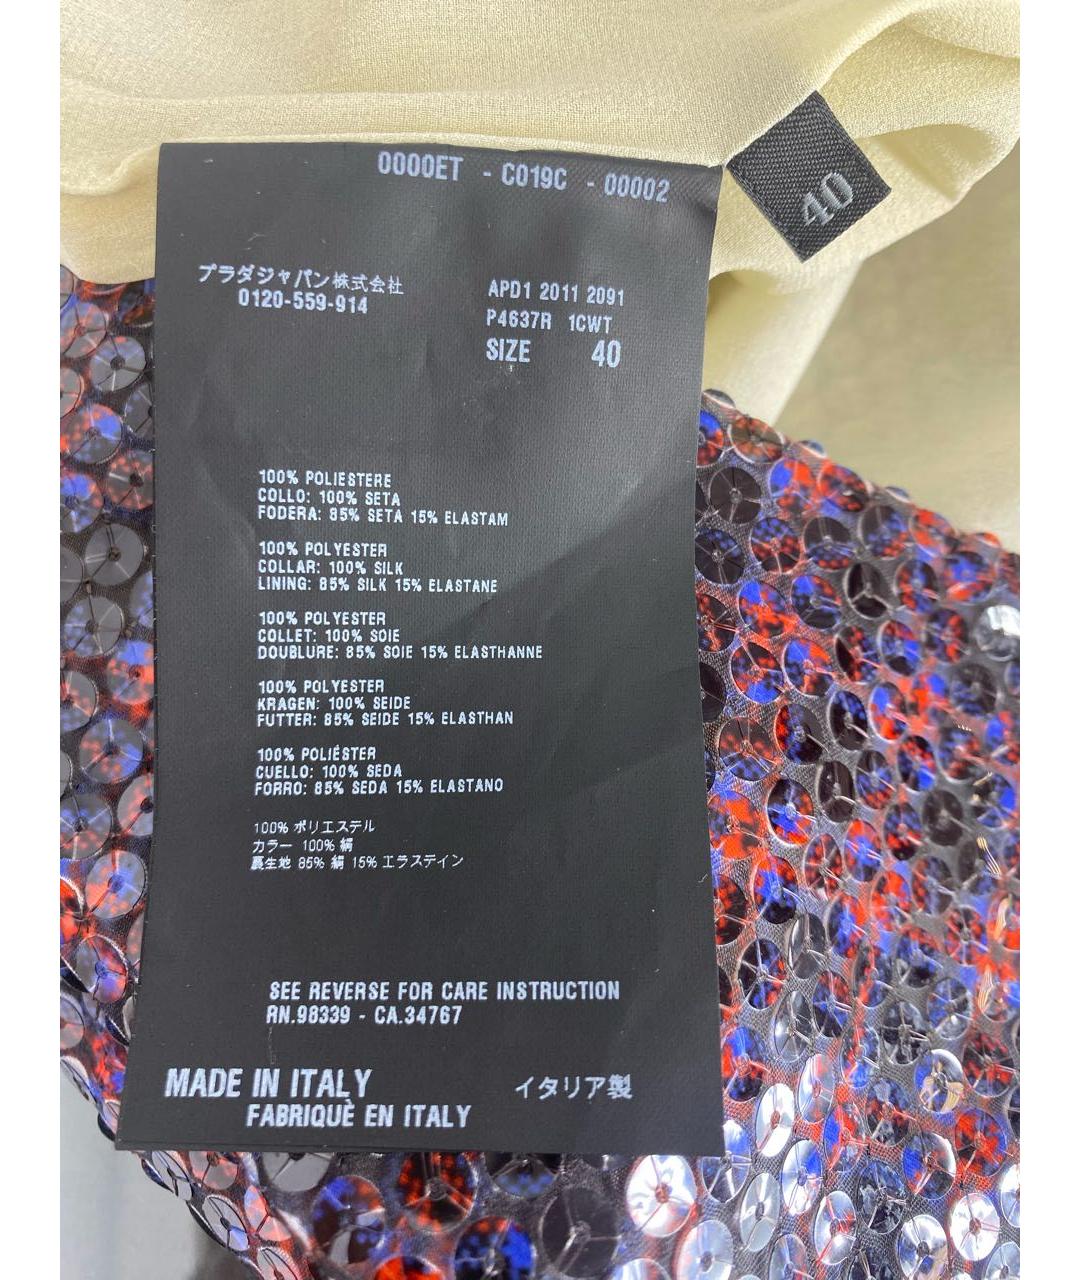 0000ET - C019C - 00002
40
プラダジャパン株式会社
0120-559-914
APD1 2011 2091
P4637R 1CWT
SIZE 40
100% POLIESTERE
COLLO: 100% SETA
FODERA: 85% SETA 15% ELASTAM
100% POLYESTER
COLLAR: 100% SILK
LINING: 85% SILK 15% ELASTANE
100% POLYESTER
COLLET: 100% SOIE
DOUBLURE: 85% SOIE 15% ELASTHANNE
100% POLYESTER
KRAGEN: 100% SEIDE
FUTTER: 85% SEIDE 15% ELASTHAN
100% POLIÉSTER
CUELLO: 100% SEDA
FORRO: 85% SEDA 15% ELASTANO
100% ポリエステル
カラー 100% 絹
裏生地 85% 絹 15% エラステイン
SEE REVERSE FOR CARE INSTRUCTION
RN.98339 - CA.34767
MADE IN ITALY イタリア製
FABRIQUÈ EN ITALY